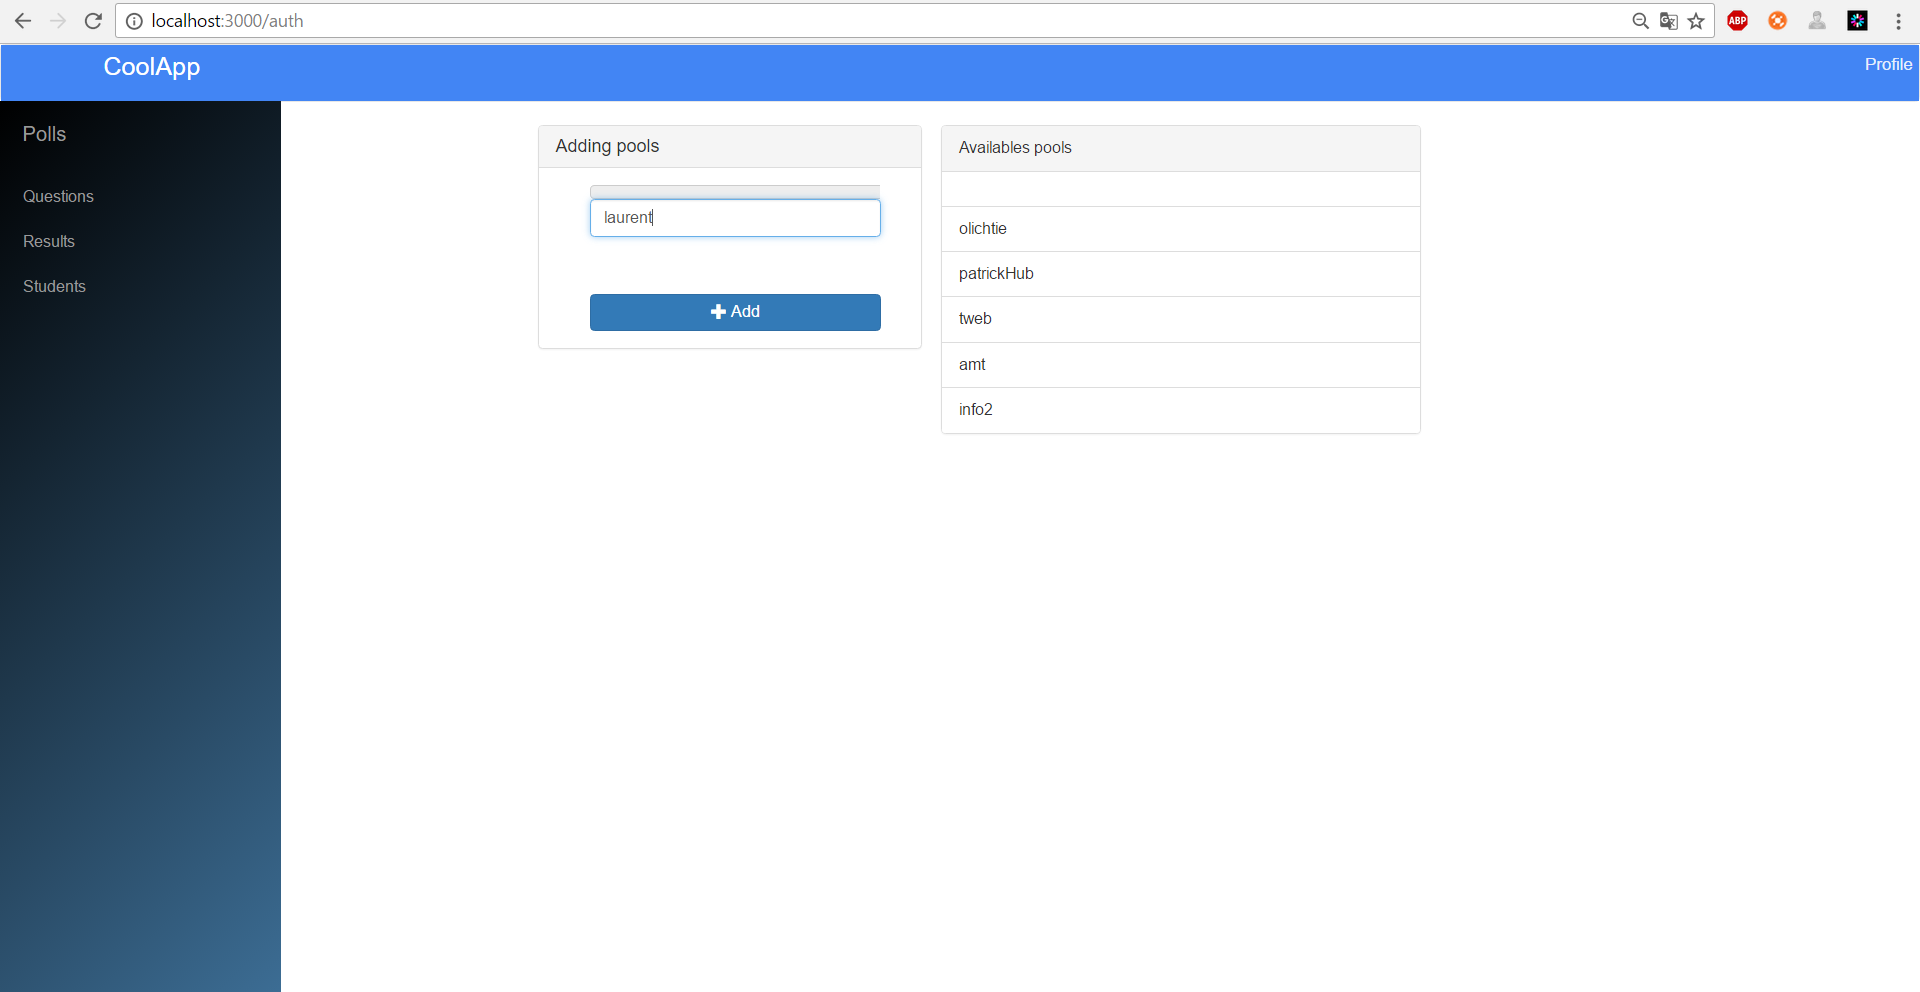 localhost:3000/auth
ABP
CoolApp
Profile
Polls
Questions
Results
Students
Adding pools
laurent
Add
Availables pools
olichtie
patrickHub
tweb
amt
info2